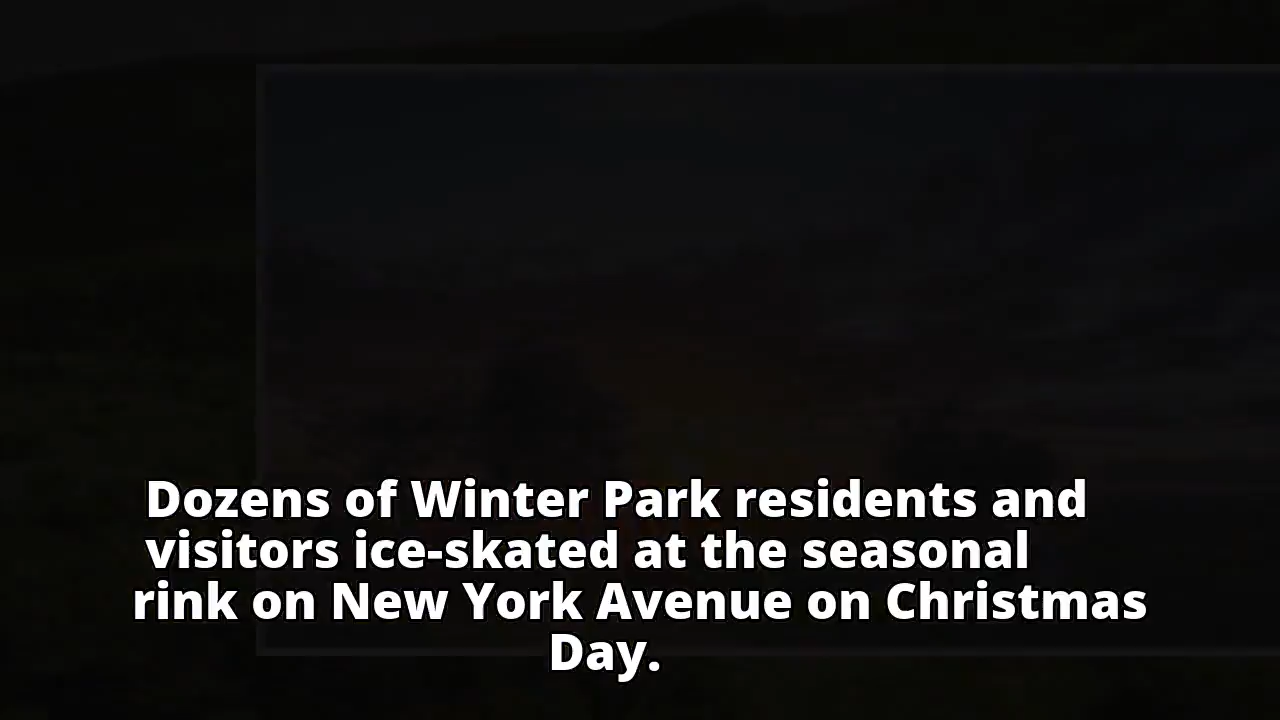 Dozens of Winter Park residents and
visitors ice-skated at the seasonal
rink on New York Avenue on Christmas
Day.